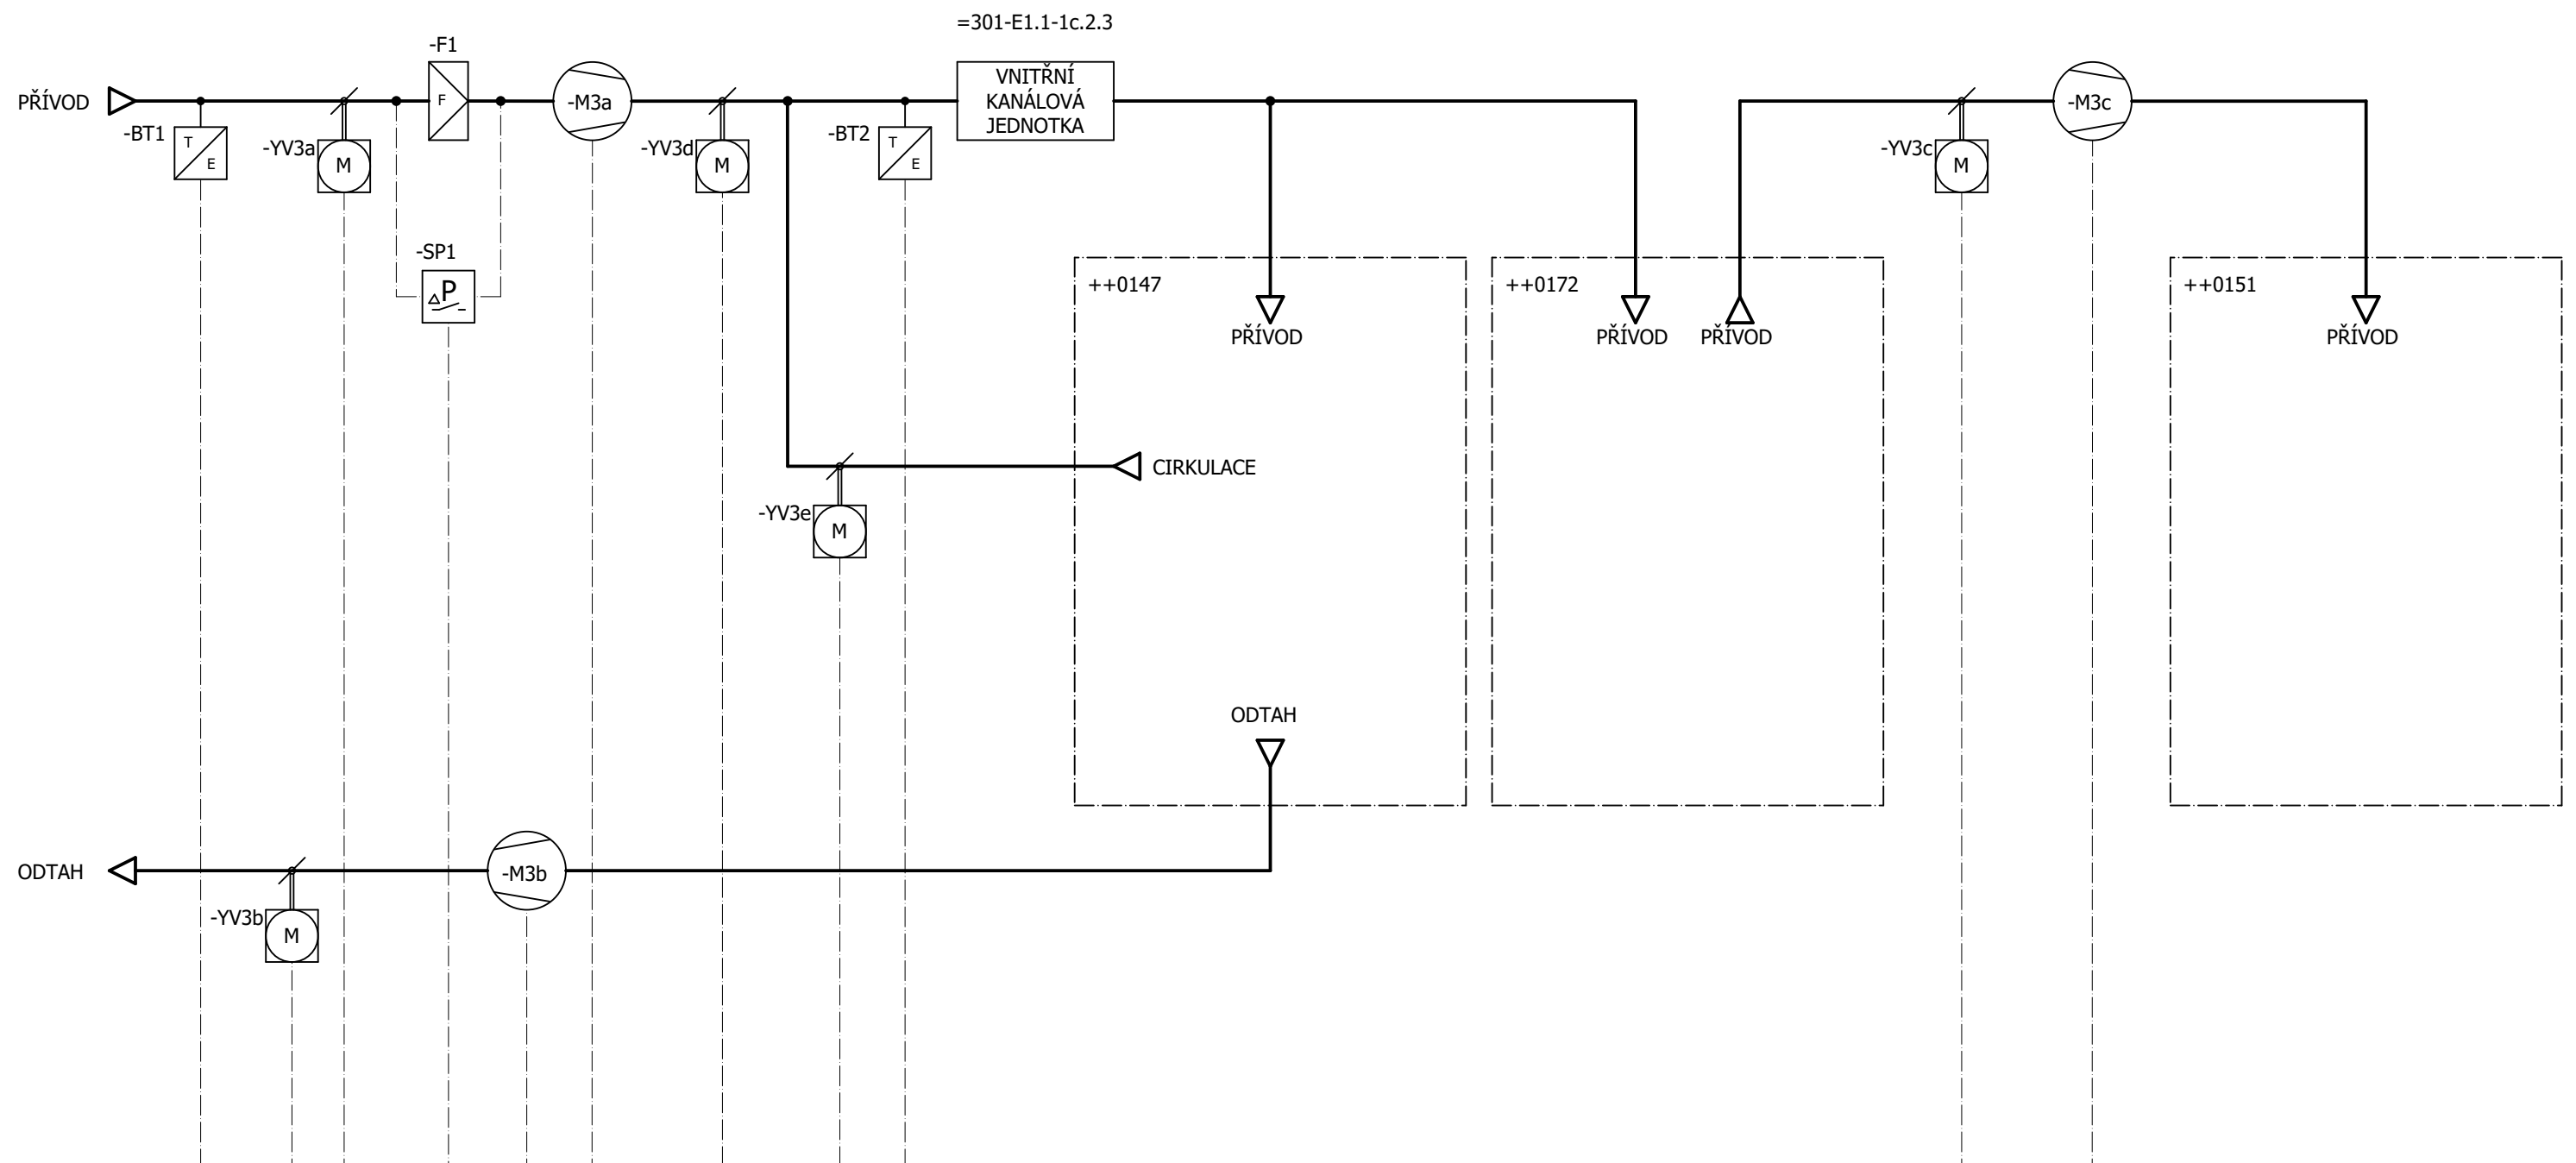 =301-E1.1-1c.2.3
-F1
VNITŘNÍ
KANÁLOVÁ
JEDNOTKA
PŘÍVOD
F
-M3a
-M3c
-BT1
T
E
-YV3a
M
-YV3d
M
-BT2
T
E
-YV3c
M
-SP1
ΔP
++0147
++0172
++0151
PŘÍVOD
PŘÍVOD
PŘÍVOD
PŘÍVOD
CIRKULACE
-YV3e
M
ODTAH
ODTAH
-M3b
-YV3b
M